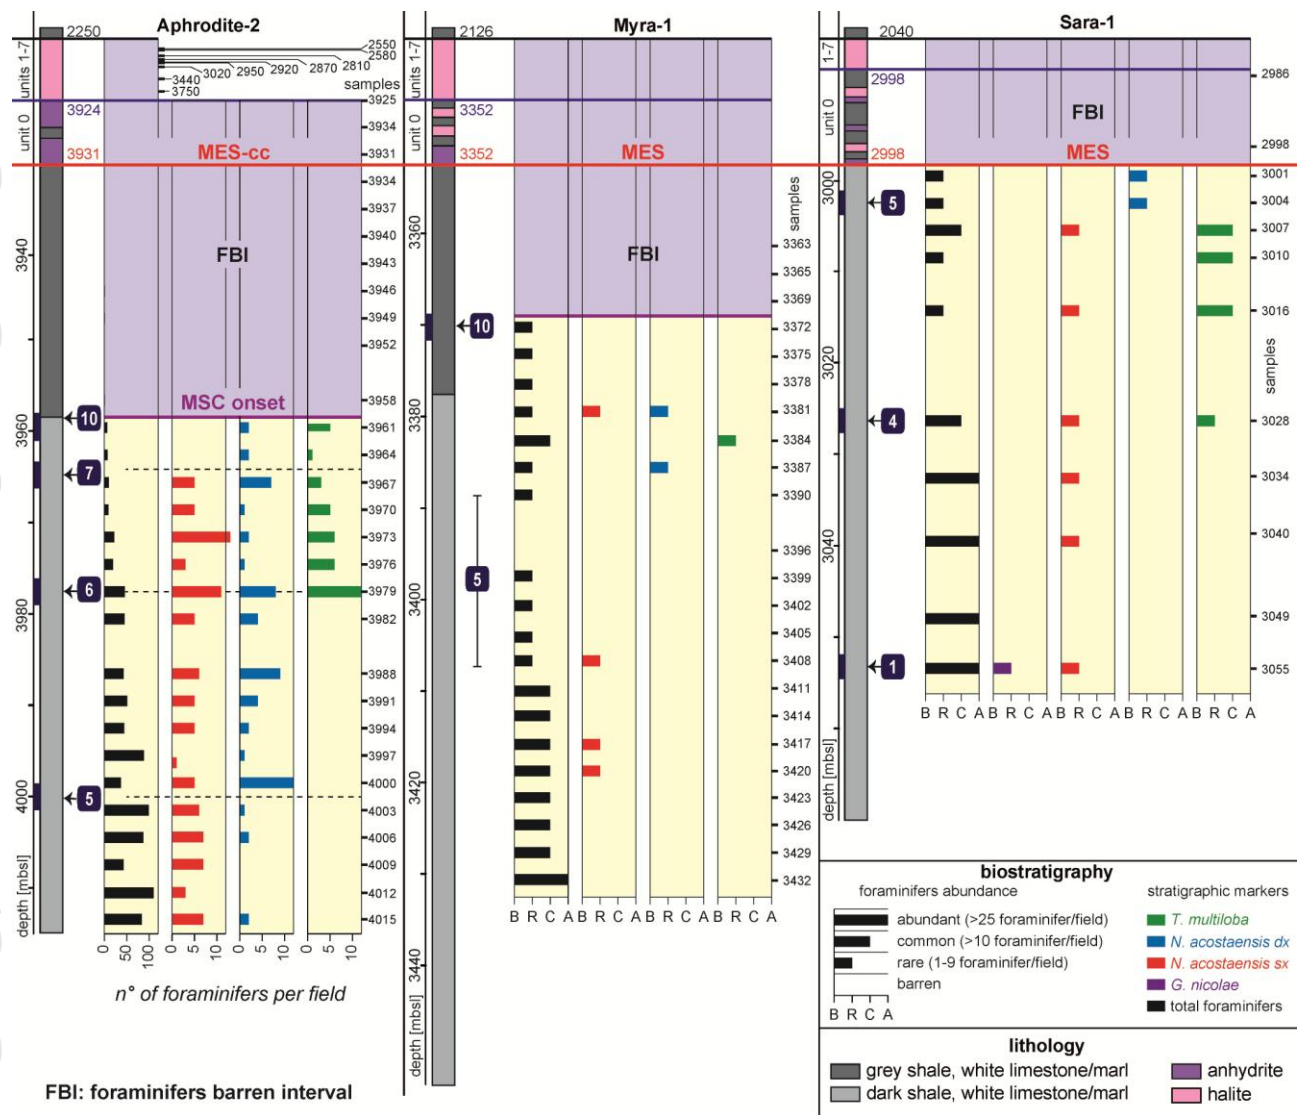 Aphrodite-2
2250
units 1-7
2550
2580
2810
2870
2920
2950
3020
3440
3750
samples
3925
3924
unit 0
3934
3931
MES-cc
3931
3934
3937
3940
3940
FBI
3943
3946
3949
3952
3958
MSC onset
10
3960
3961
3964
7
3967
3970
3973
3976
6
3979
3980
3982
3988
3991
3994
3997
4000
4000
5
4003
4006
4009
4012
4015
depth [mbsl]
0 50 100
0 5 10
0 5 10
0 5 10
n° of foraminifers per field
FBI: foraminifers barren interval
Myra-1
2126
units 1-7
3352
unit 0
3352
MES
samples
3360
3363
FBI
3365
3369
10
3372
3375
3378
3380
3381
3384
3387
3390
3396
5
3399
3400
3402
3405
3408
3411
3414
3417
3420
3420
3423
3426
3429
3432
B R C A
B R C A
B R C A
B R C A
3440
depth [mbsl]
Sara-1
2040
1-7
2986
2998
unit 0
FBI
2998
2998
MES
3000
3001
5
3004
3007
3010
3016
3020
samples
4
3028
3034
3040
3040
3049
1
3055
B R C A
B R C A
B R C A
B R C A
B R C A
depth [mbsl]
biostratigraphy
foraminifers abundance
abundant (>25 foraminifer/field)
common (>10 foraminifer/field)
rare (1-9 foraminifer/field)
barren
B R C A
stratigraphic markers
T. multiloba
N. acostaensis dx
N. acostaensis sx
G. nicolae
total foraminifers
lithology
grey shale, white limestone/marl
dark shale, white limestone/marl
anhydrite
halite